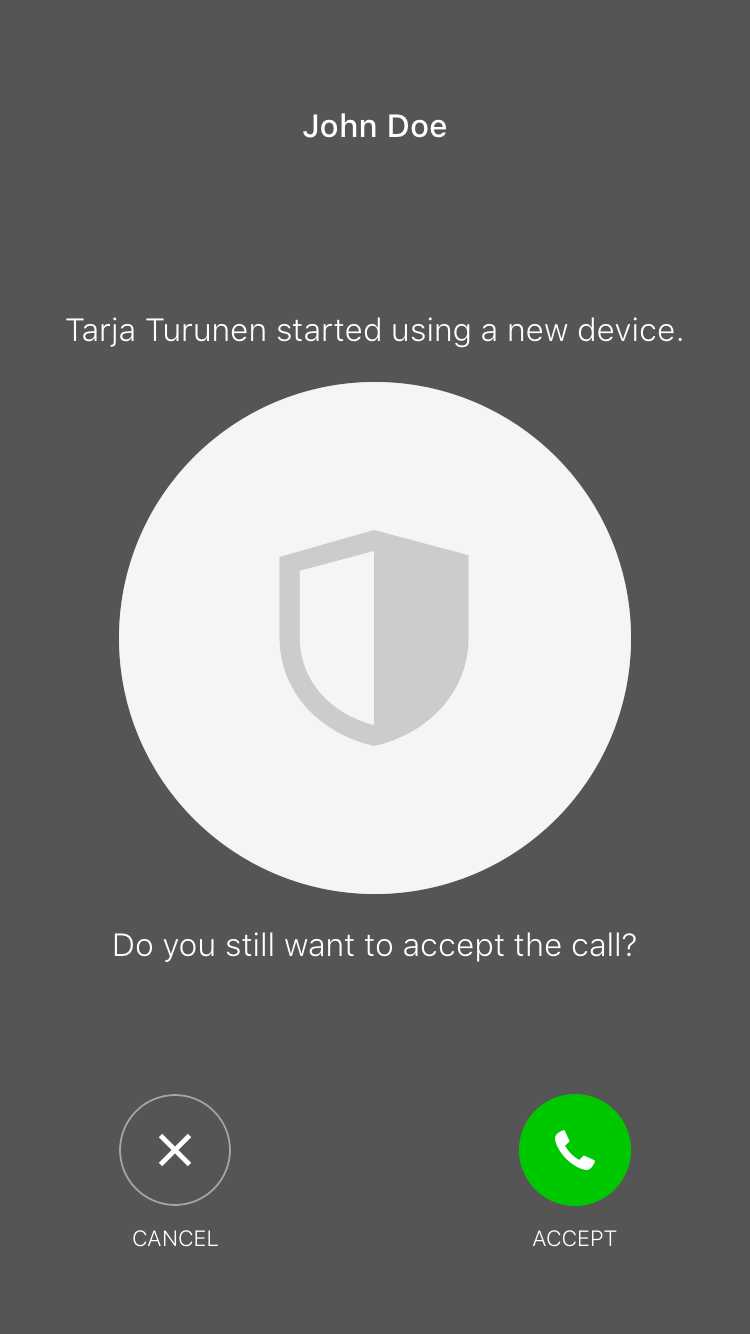 John Doe
Tarja Turunen started using a new device.
Do you still want to accept the call?
CANCEL
ACCEPT